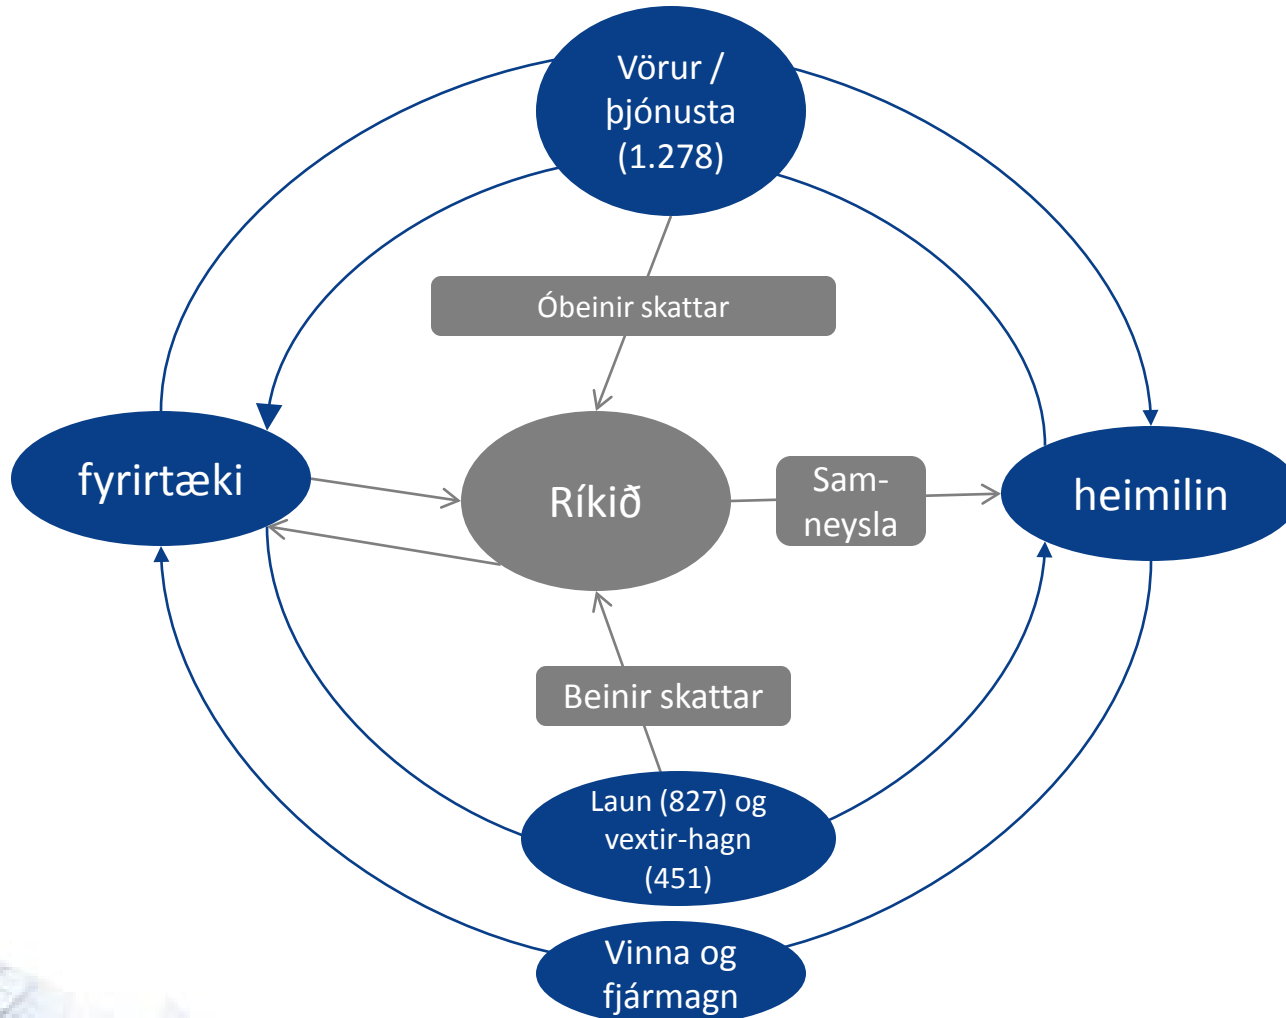 Vörur /
þjónusta
(1.278)
Óbeinir skattar
fyrirtæki
Ríkið
Sam-
neysla
heimilin
Beinir skattar
Laun (827) og
vextir-hagn
(451)
Vinna og
fjármagn